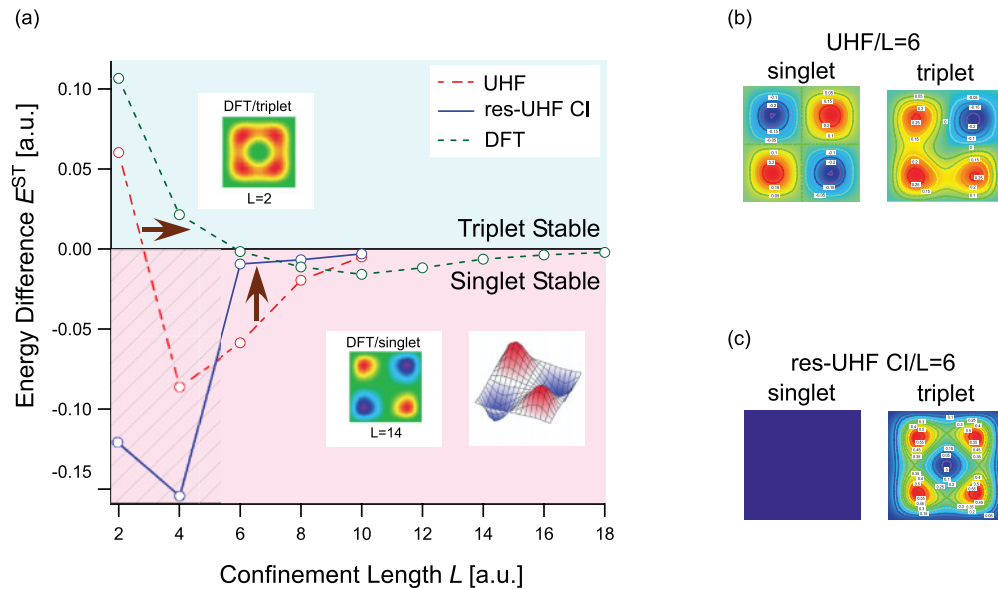 (a)
Energy Difference E^ST [a.u.]
0.10
0.05
0.00
-0.05
-0.10
-0.15
DFT/triplet
L=2
UHF
res-UHF CI
DFT
Triplet Stable
Singlet Stable
DFT/singlet
L=14
2 4 6 8 10 12 14 16 18
Confinement Length L [a.u.]
(b)
UHF/L=6
singlet triplet
(c)
res-UHF CI/L=6
singlet triplet